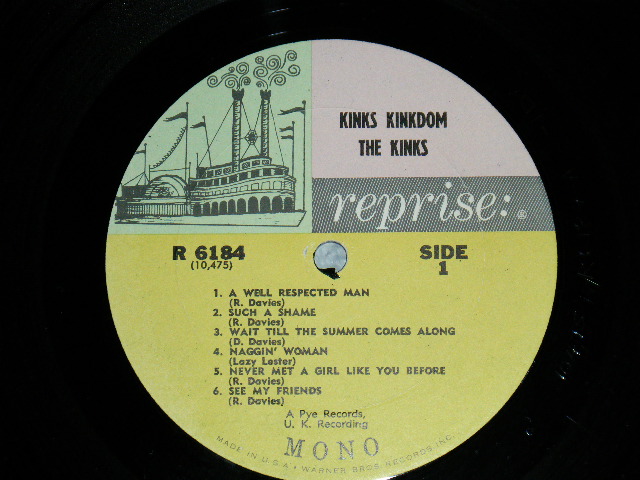 KINKS KINKDOM
THE KINKS
reprise: ®
R 6184
(10,475)
SIDE
1
1. A WELL RESPECTED MAN
(R. Davies)
2. SUCH A SHAME
(R. Davies)
3. WAIT TILL THE SUMMER COMES ALONG
(D. Davies)
4. NAGGIN' WOMAN
(Lazy Lester)
5. NEVER MET A GIRL LIKE YOU BEFORE
(R. Davies)
6. SEE MY FRIENDS
(R. Davies)
A Pye Records,
U. K. Recording
MONO
MADE IN U.S.A. • WARNER BROS. RECORDS INC.